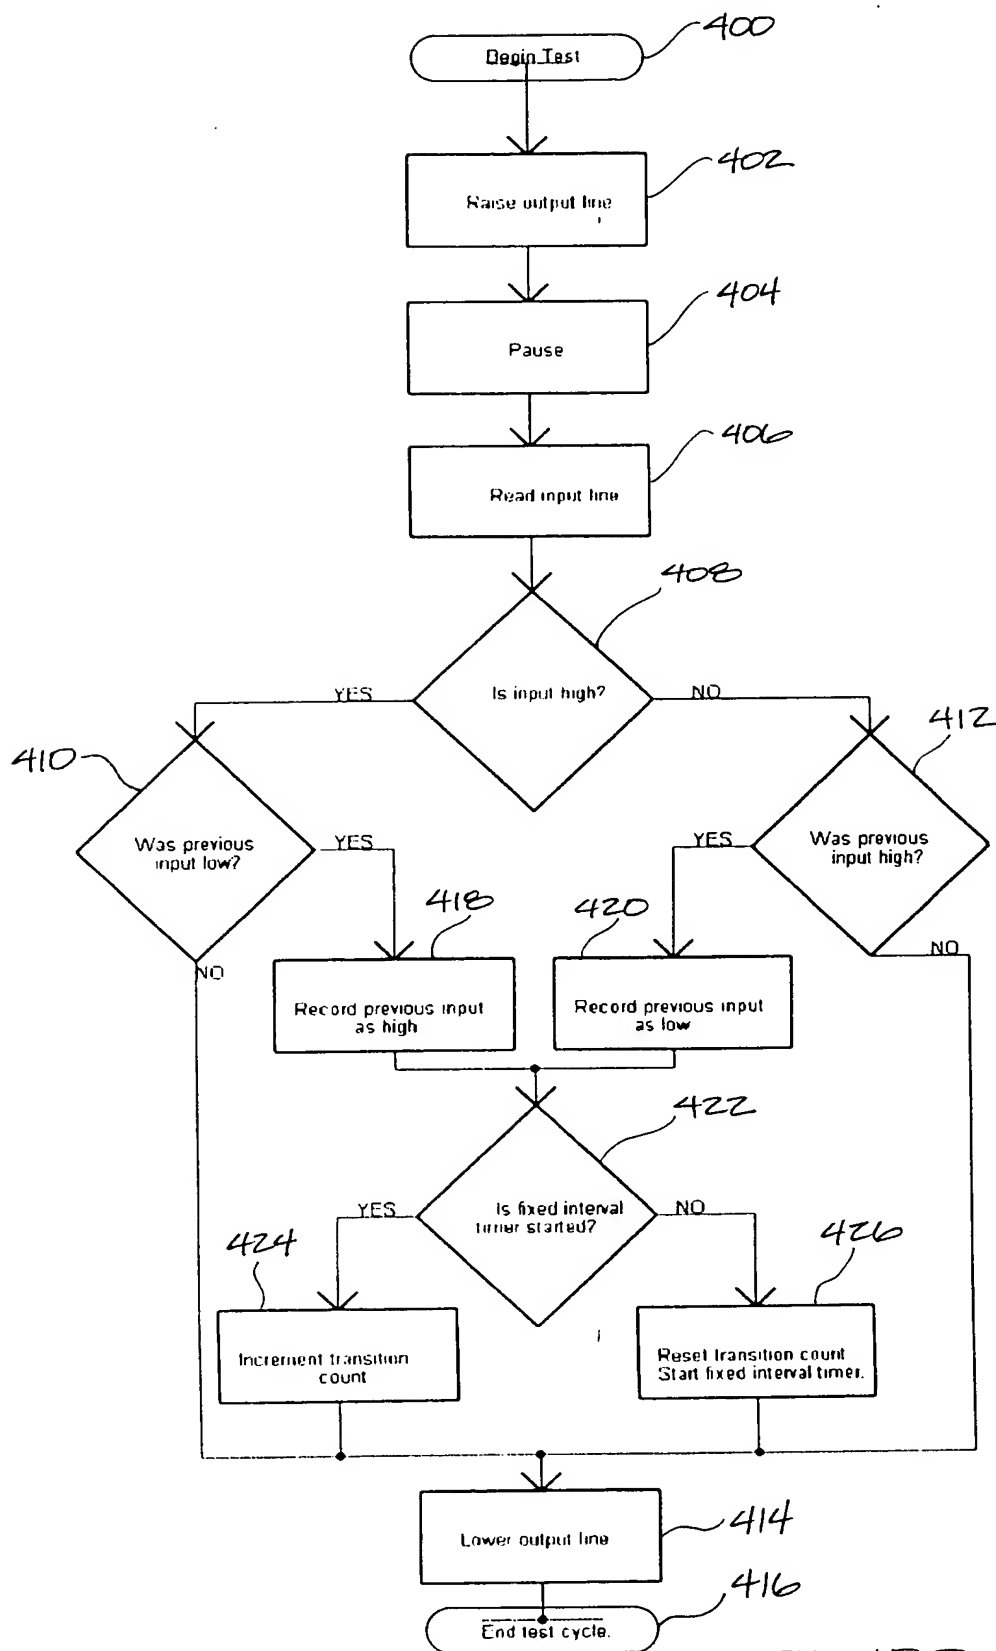 400
Begin Test
402
Raise output line
404
Pause
406
Read input line
408
Is input high?
YES
NO
410
412
Was previous
input low?
YES
YES
Was previous
input high?
418
420
NO
NO
Record previous input
as high
Record previous input
as low
422
Is fixed interval
timer started?
YES
NO
424
426
Increment transition
count
Reset transition count
Start fixed interval timer.
Lower output line
414
416
End test cycle.